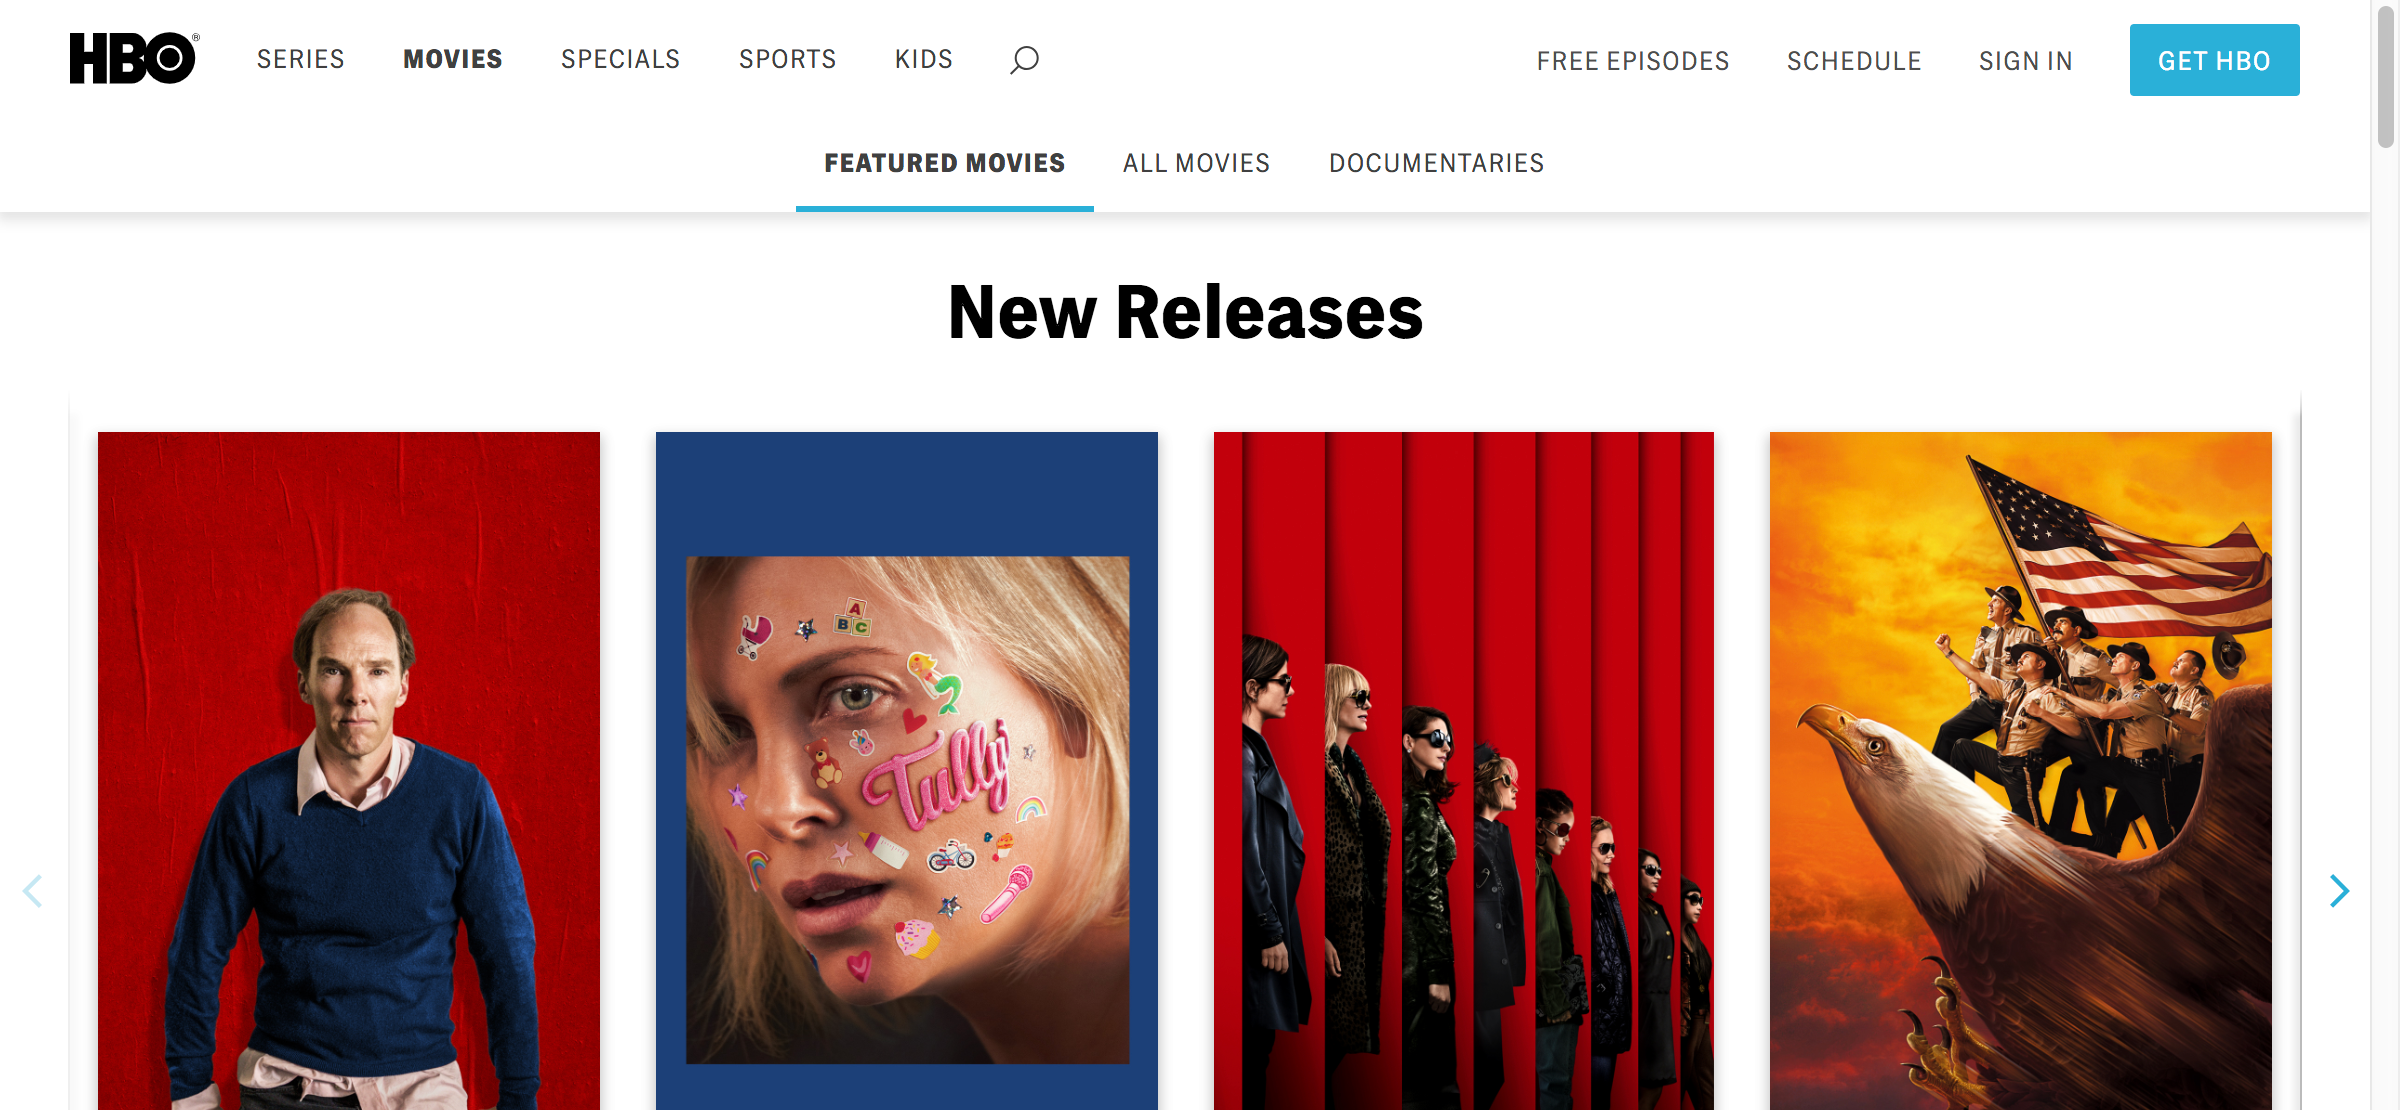 HBO®
SERIES
MOVIES
SPECIALS
SPORTS
KIDS
FREE EPISODES
SCHEDULE
SIGN IN
GET HBO
FEATURED MOVIES
ALL MOVIES
DOCUMENTARIES
New Releases
A
B C
Tully